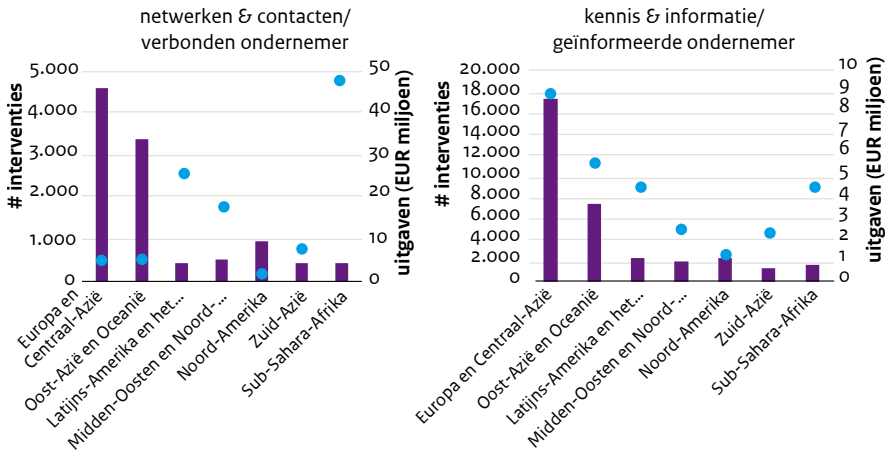 netwerken & contacten/
verbonden ondernemer
# interventies
5.000
4.000
3.000
2.000
1.000
0
50
40
30
20
10
0
uitgaven (EUR miljoen)
Europa en
Centraal-Azië
Oost-Azië en Oceanië
Latijns-Amerika en het...
Midden-Oosten en Noord-...
Noord-Amerika
Zuid-Azië
Sub-Sahara-Afrika
kennis & informatie/
geïnformeerde ondernemer
# interventies
20.000
18.000
16.000
14.000
12.000
10.000
8.000
6.000
4.000
2.000
0
10
9
8
7
6
5
4
3
2
1
0
uitgaven (EUR miljoen)
Europa en Centraal-Azië
Oost-Azië en Oceanië
Latijns-Amerika en het...
Midden-Oosten en Noord-...
Noord-Amerika
Zuid-Azië
Sub-Sahara-Afrika